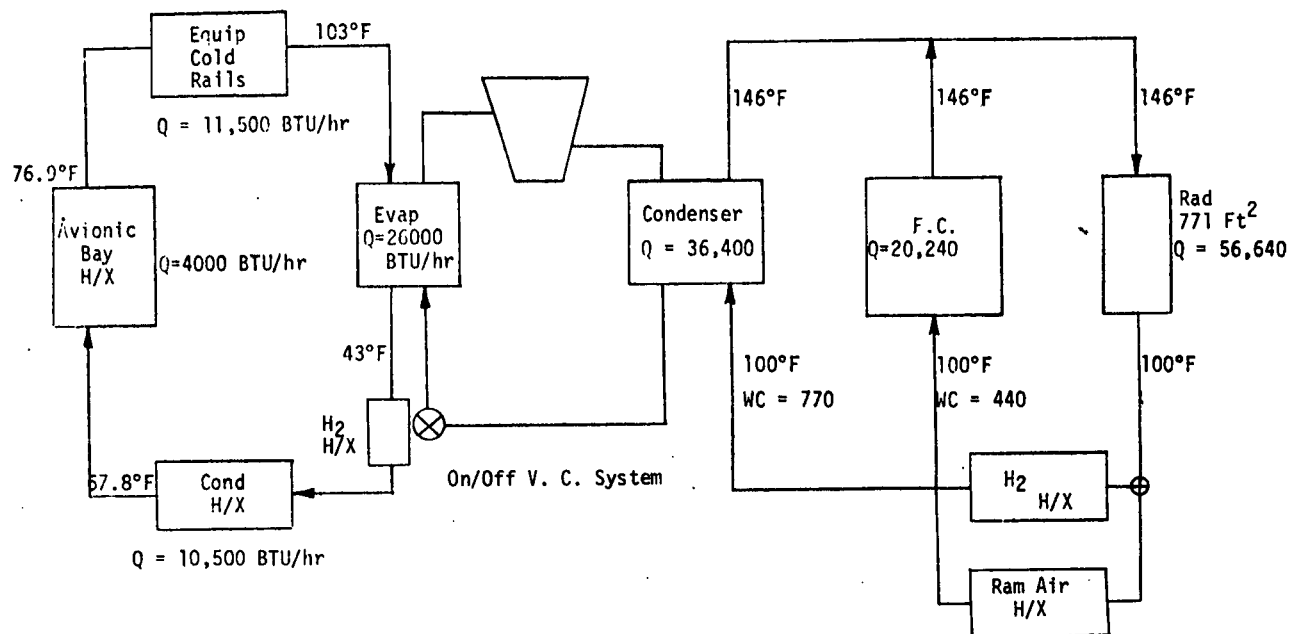 Equip
Cold
Rails
103°F
Q = 11,500 BTU/hr
76.9°F
Avionic
Bay
H/X
Q=4000 BTU/hr
Evap
Q=26000
BTU/hr
43°F
H2
H/X
67.8°F
Cond
H/X
Q = 10,500 BTU/hr
On/Off V. C. System
Condenser
Q = 36,400
146°F
146°F
146°F
F.C.
Q=20,240
Rad
771 Ft2
Q = 56,640
100°F
WC = 770
100°F
WC = 440
100°F
H2
H/X
Ram Air
H/X